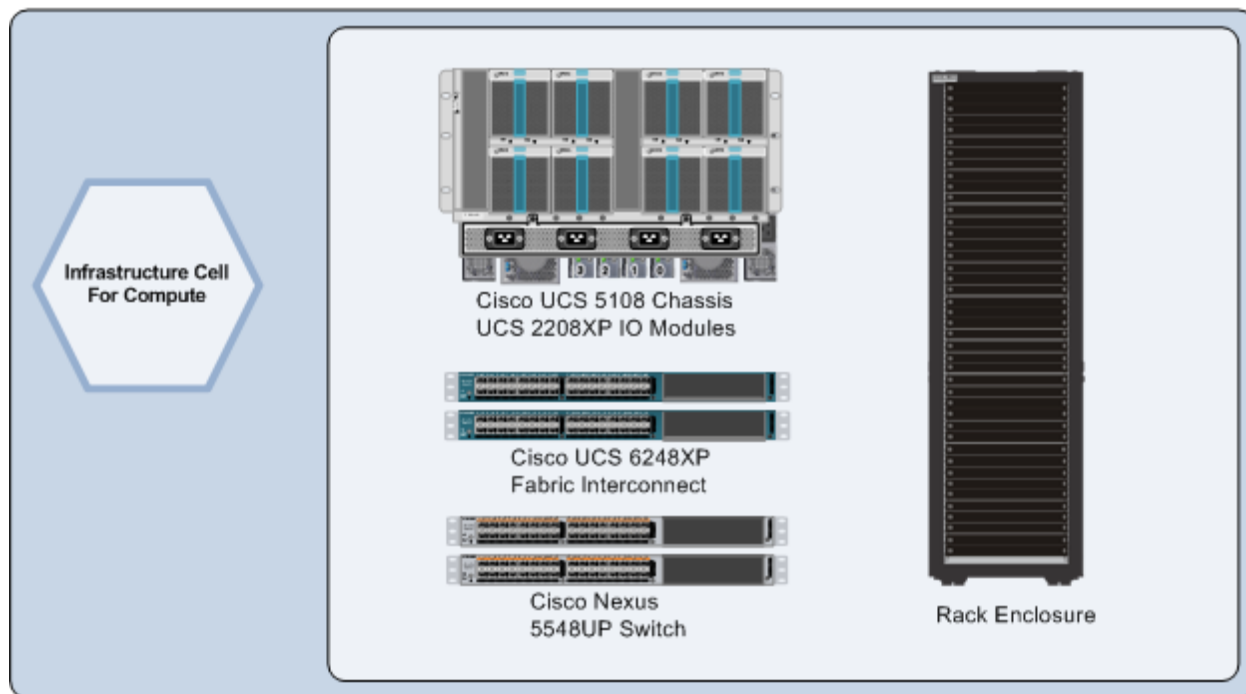 Infrastructure Cell
For Compute
Cisco UCS 5108 Chassis
UCS 2208XP IO Modules
Cisco UCS 6248XP
Fabric Interconnect
Cisco Nexus
5548UP Switch
Rack Enclosure